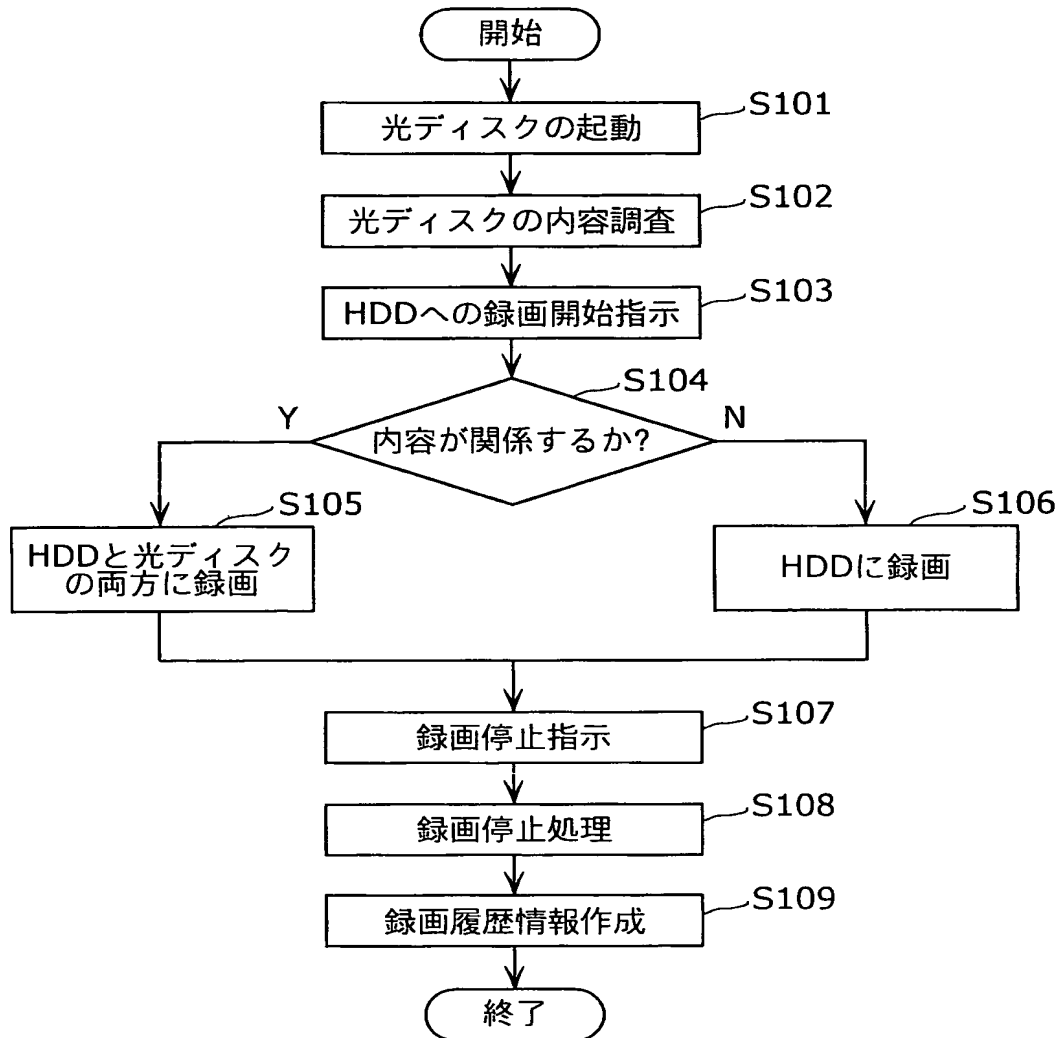 開始
光ディスクの起動
S101
光ディスクの内容調査
S102
HDDへの録画開始指示
S103
S104
内容が関係するか?
Y
N
S105
HDDと光ディスク
の両方に録画
S106
HDDに録画
録画停止指示
S107
録画停止処理
S108
録画履歴情報作成
S109
終了